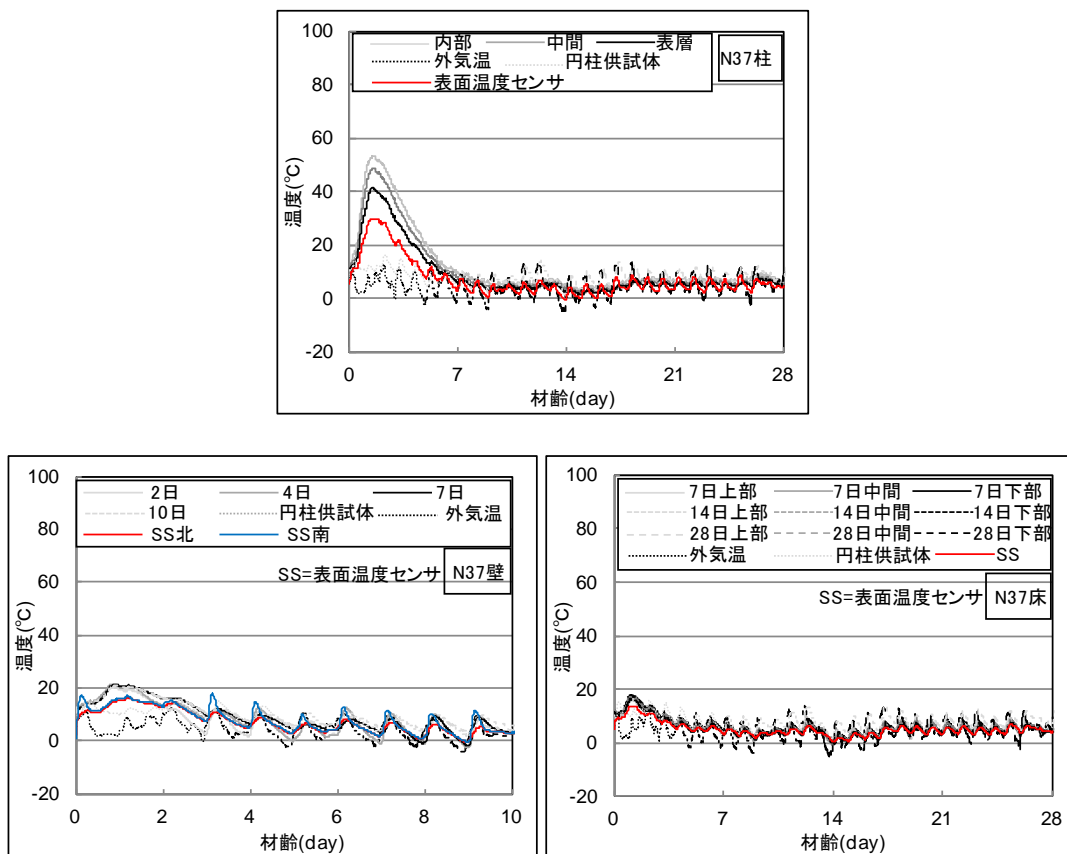 100
80
60
40
20
0
-20
温度(℃)
内部 中間 表層
外気温 円柱供試体
表面温度センサ
N37柱
0 7 14 21 28
材齢(day)
100
80
60
40
20
0
-20
温度(℃)
2日 4日 7日
10日 円柱供試体 外気温
SS北 SS南
SS=表面温度センサ N37壁
0 2 4 6 8 10
材齢(day)
100
80
60
40
20
0
-20
温度(℃)
7日上部 7日中間 7日下部
14日上部 14日中間 14日下部
28日上部 28日中間 28日下部
外気温 円柱供試体 SS
SS=表面温度センサ N37床
0 7 14 21 28
材齢(day)